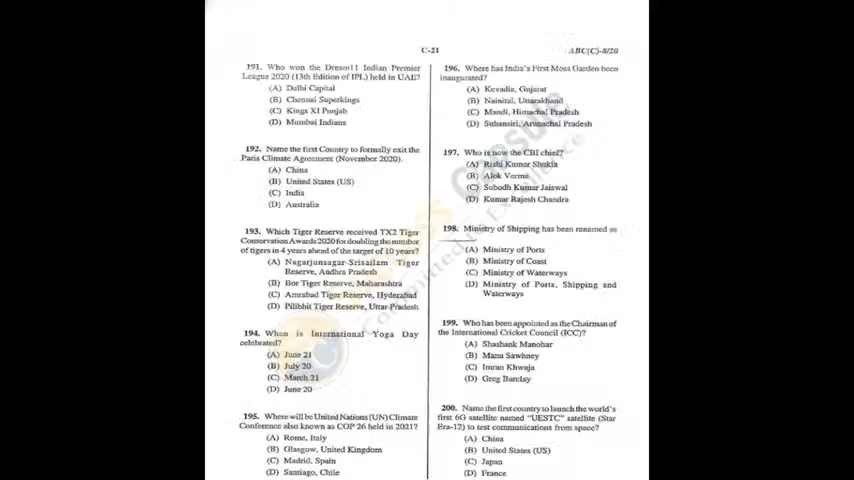 C-21
ABC(C)-8/20
191. Who won the Dream11 Indian Premier
League 2020 (13th Edition of IPL) held in UAE?
(A) Delhi Capital
(B) Chennai Superkings
(C) Kings XI Punjab
(D) Mumbai Indians
192. Name the first Country to formally exit the
Paris Climate Agreement (November 2020).
(A) China
(B) United States (US)
(C) India
(D) Australia
193. Which Tiger Reserve received TX2 Tiger
Conservation Awards 2020 for doubling the number
of tigers in 4 years ahead of the target of 10 years?
(A) Nagarjunsagar-Srisailam Tiger
Reserve, Andhra Pradesh
(B) Bor Tiger Reserve, Maharashtra
(C) Amrabad Tiger Reserve, Hyderabad
(D) Pilibhit Tiger Reserve, Uttar Pradesh
194. When is International Yoga Day
celebrated?
(A) June 21
(B) July 20
(C) March 21
(D) June 20
195. Where will be United Nations (UN) Climate
Conference also known as COP 26 held in 2021?
(A) Rome, Italy
(B) Glasgow, United Kingdom
(C) Madrid, Spain
(D) Santiago, Chile
196. Where has India's First Moss Garden been
inaugurated?
(A) Kevadia, Gujarat
(B) Nainital, Uttarakhand
(C) Mandi, Himachal Pradesh
(D) Subansiri, Arunachal Pradesh
197. Who is now the CBI chief?
(A) Rishi Kumar Shukla
(B) Alok Verma
(C) Subodh Kumar Jaiswal
(D) Kumar Rajesh Chandra
198. Ministry of Shipping has been renamed as
(A) Ministry of Ports
(B) Ministry of Coast
(C) Ministry of Waterways
(D) Ministry of Ports, Shipping and
Waterways
199. Who has been appointed as the Chairman of
the International Cricket Council (ICC)?
(A) Shashank Manohar
(B) Manu Sawhney
(C) Imran Khwaja
(D) Greg Barclay
200. Name the first country to launch the world's
first 6G satellite named "UESTC" satellite (Star
Era-12) to test communications from space?
(A) China
(B) United States (US)
(C) Japan
(D) France
Capsule
Committed to Excellence